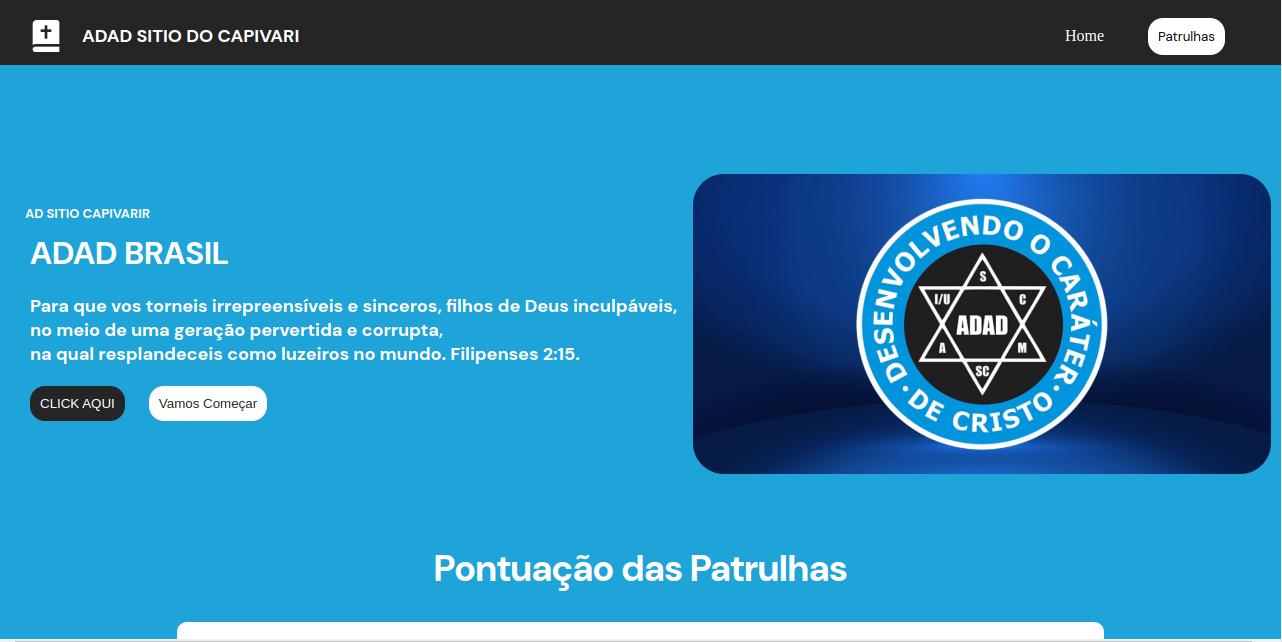 ADAD SITIO DO CAPIVARI
Home
Patrulhas
AD SITIO CAPIVARIR
ADAD BRASIL
Para que vos torneis irrepreensíveis e sinceros, filhos de Deus inculpáveis,
no meio de uma geração pervertida e corrupta,
na qual resplandeceis como luzeiros no mundo. Filipenses 2:15.
CLICK AQUI
Vamos Começar
DESENVOLVENDO O CARÁTER
DE CRISTO
S
I/U
C
ADAD
A
M
SC
Pontuação das Patrulhas